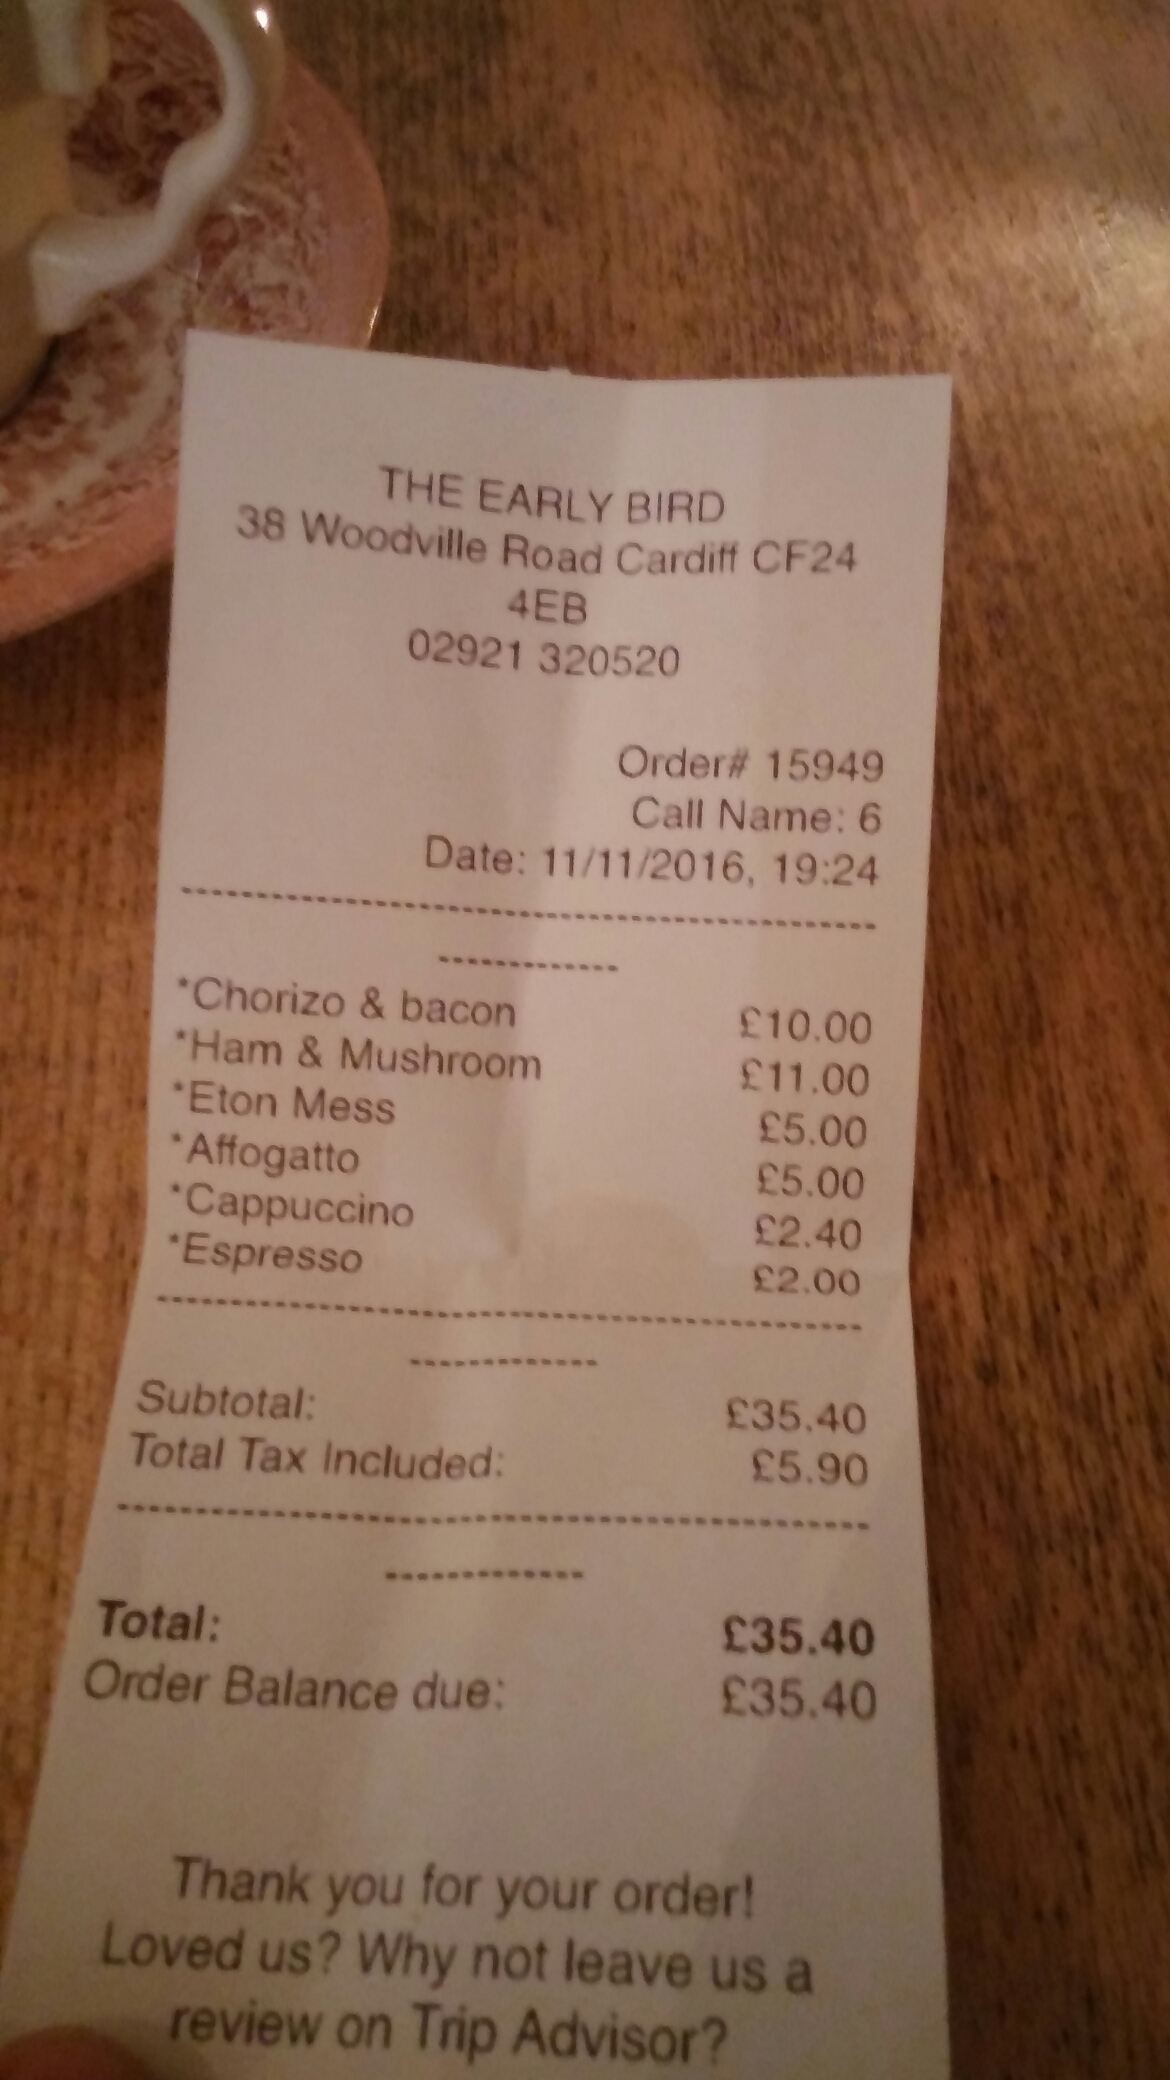 THE EARLY BIRD
38 Woodville Road Cardiff CF24
4EB
02921 320520
Order# 15949
Call Name: 6
Date: 11/11/2016, 19:24
------------------------------------------------
-------------
*Chorizo & bacon £10.00
*Ham & Mushroom £11.00
*Eton Mess £5.00
*Affogatto £5.00
*Cappuccino £2.40
*Espresso £2.00
------------------------------------------------
-------------
Subtotal: £35.40
Total Tax Included: £5.90
------------------------------------------------
-------------
Total: £35.40
Order Balance due: £35.40
Thank you for your order!
Loved us? Why not leave us a
review on Trip Advisor?